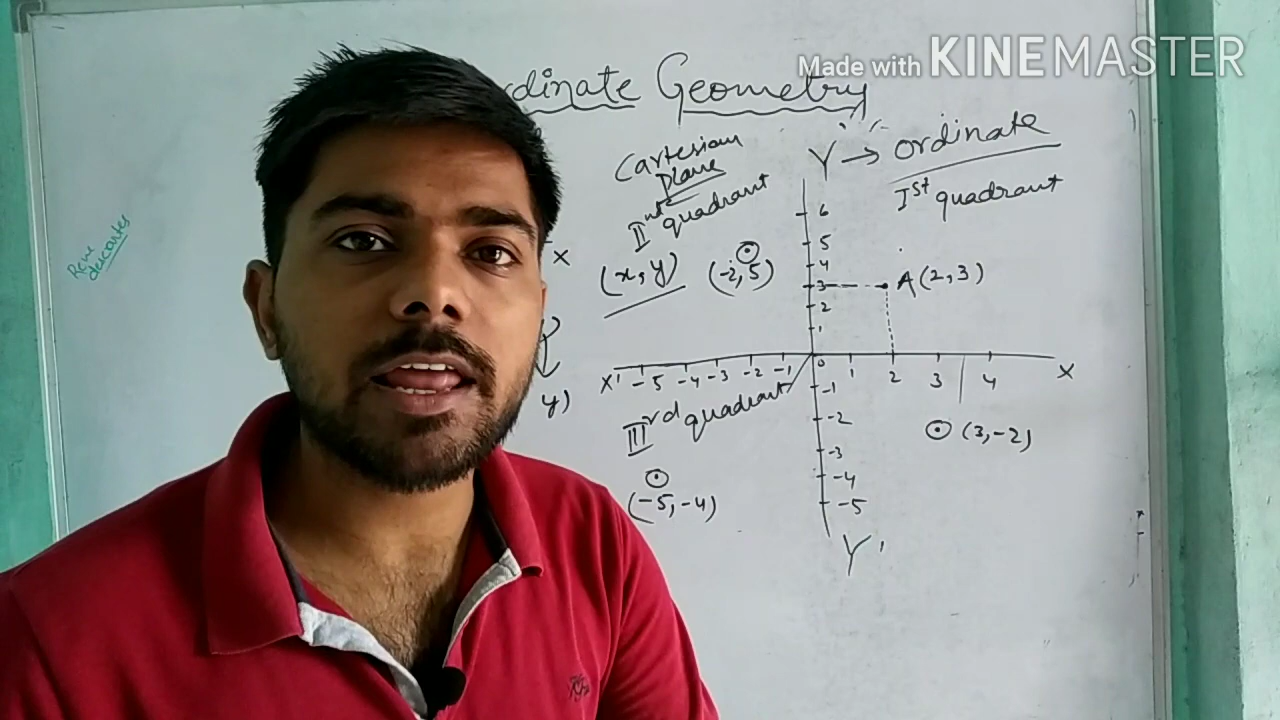 Made with KINEMASTER
rdinate Geometry
Cartesian
plane
Y → ordinate
IInd quadrant
Ist quadrant
Rene
descartes
X
(x, y)
(-2, 5)
A(2, 3)
6
5
4
3
2
1
0
X' -5 -4 -3 -2 -1
1 2 3 4 X
y)
IIIrd quadrant
-1
-2
-3
-4
-5
(3, -2)
(-5, -4)
Y'